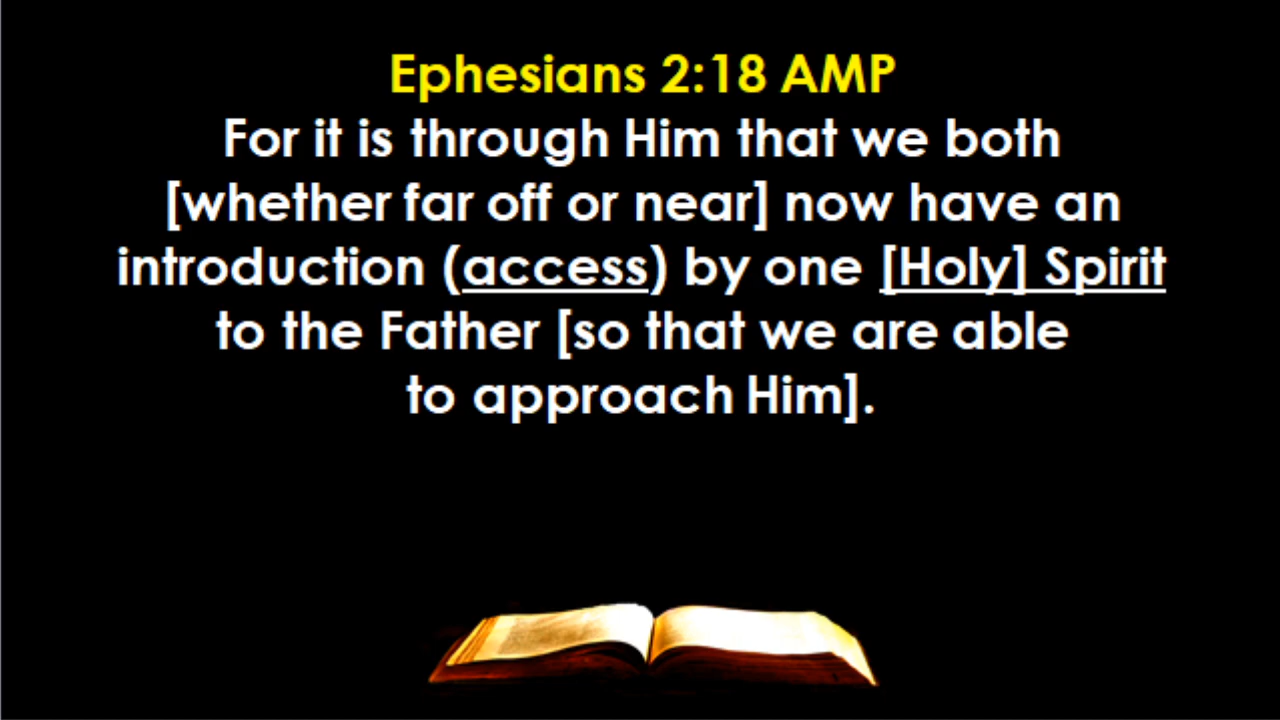 Ephesians 2:18 AMP
For it is through Him that we both
[whether far off or near] now have an
introduction (access) by one [Holy] Spirit
to the Father [so that we are able
to approach Him].